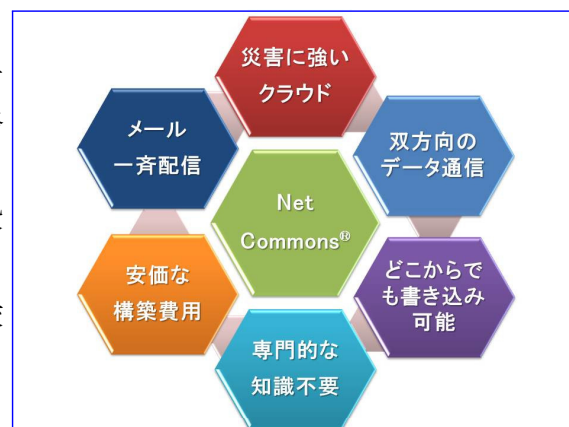 災害に強い
クラウド
双方向の
データ通信
どこからで
も書き込み
可能
専門的な
知識不要
安価な
構築費用
メール
一斉配信
Net
Commons®